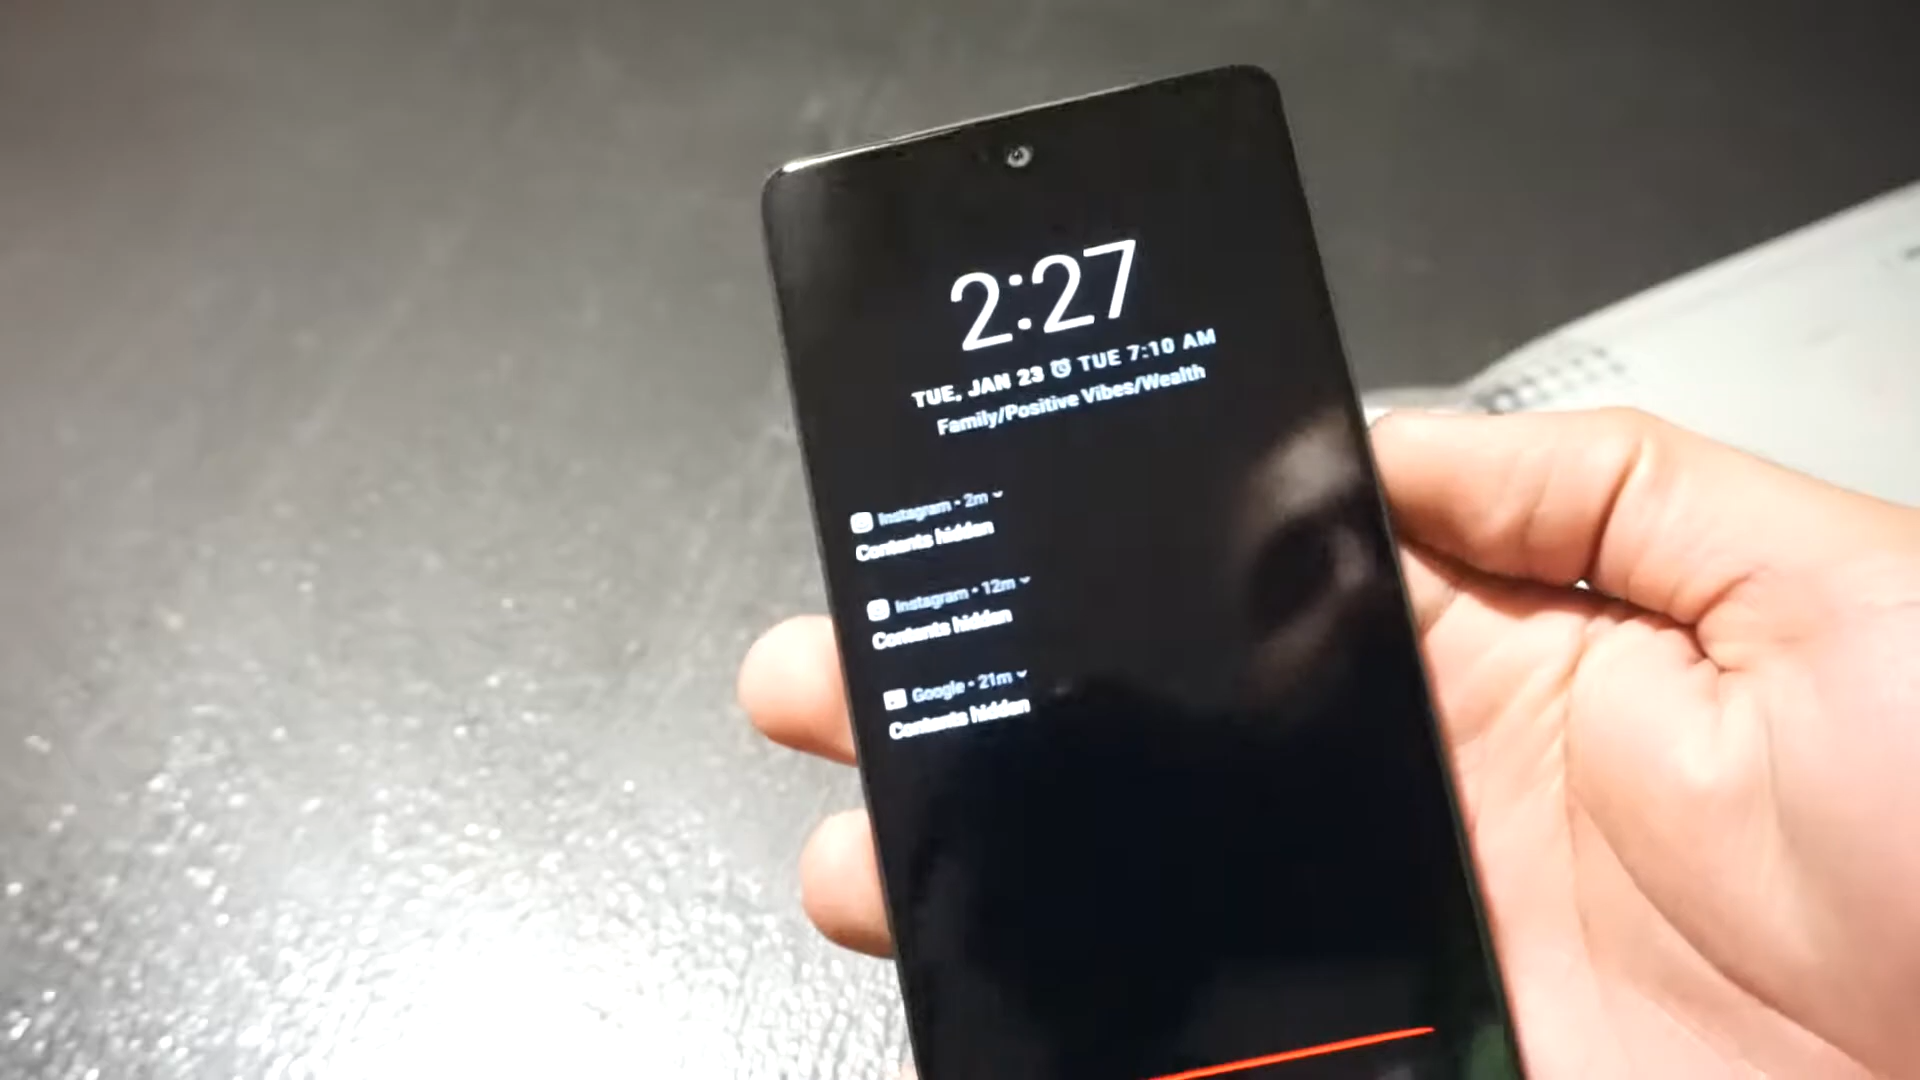 2:27
TUE, JAN 23 TUE 7:10 AM
Family/Positive Vibes/Wealth
Instagram • 2m
Contents hidden
Instagram • 12m
Contents hidden
Google • 21m
Contents hidden